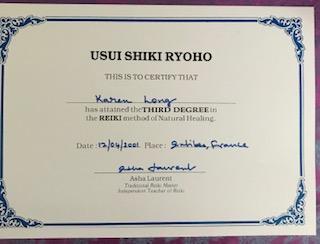 USUI SHIKI RYOHO
THIS IS TO CERTIFY THAT
Karen Long
has attained the THIRD DEGREE in
the REIKI method of Natural Healing.
Date: 12/04/2001 Place: Antibes, France
Asha Laurent
Asha Laurent
Traditional Reiki Master
Independent Teacher of Reiki